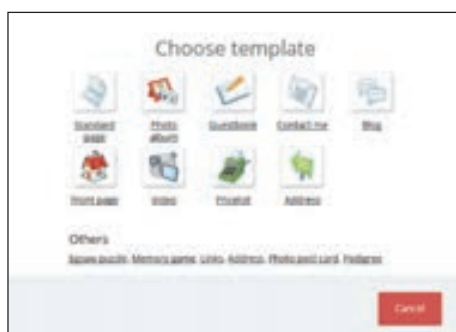 Choose template
Standard page
Photo album
Guestbook
Contact me
Blog
Front page
Video
Pricelist
Address
Others
Jigsaw puzzle, Memory game, Links, Address, Photo post card, Pedigree
Cancel